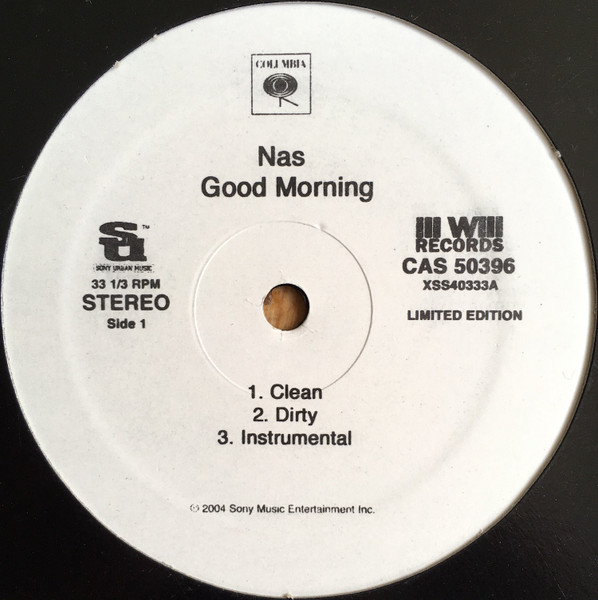 COLUMBIA
Nas
Good Morning
SU™
SONY URBAN MUSIC
33 1/3 RPM
STEREO
Side 1
Ill Will
RECORDS
CAS 50396
XSS40333A
LIMITED EDITION
1. Clean
2. Dirty
3. Instrumental
℗ 2004 Sony Music Entertainment Inc.